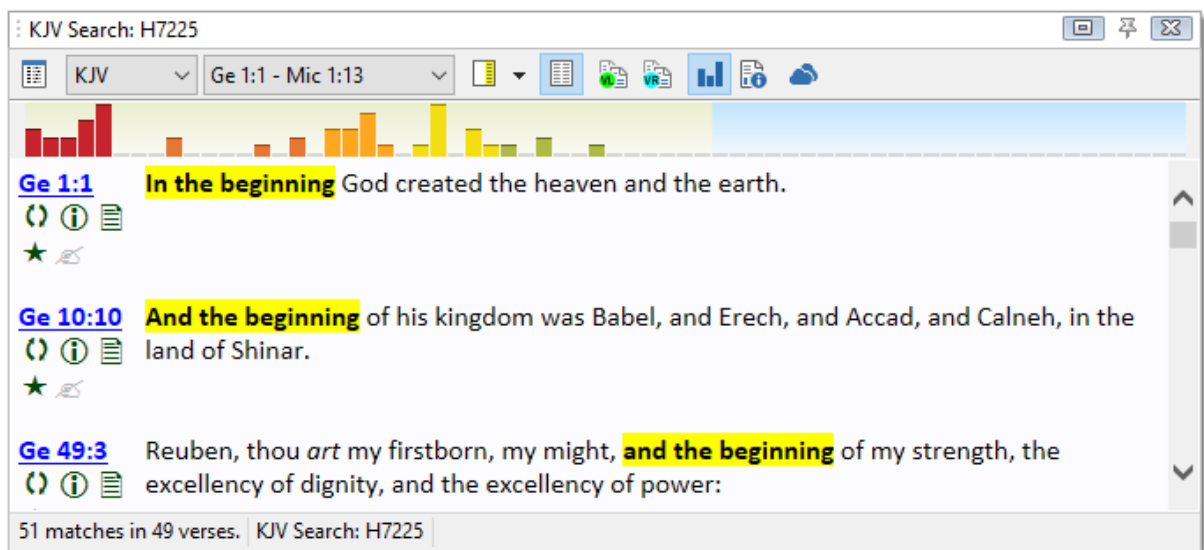 KJV Search: H7225
KJV Ge 1:1 - Mic 1:13 VL VR
Ge 1:1 In the beginning God created the heaven and the earth.
Ge 10:10 And the beginning of his kingdom was Babel, and Erech, and Accad, and Calneh, in the
land of Shinar.
Ge 49:3 Reuben, thou art my firstborn, my might, and the beginning of my strength, the
excellency of dignity, and the excellency of power:
51 matches in 49 verses. KJV Search: H7225